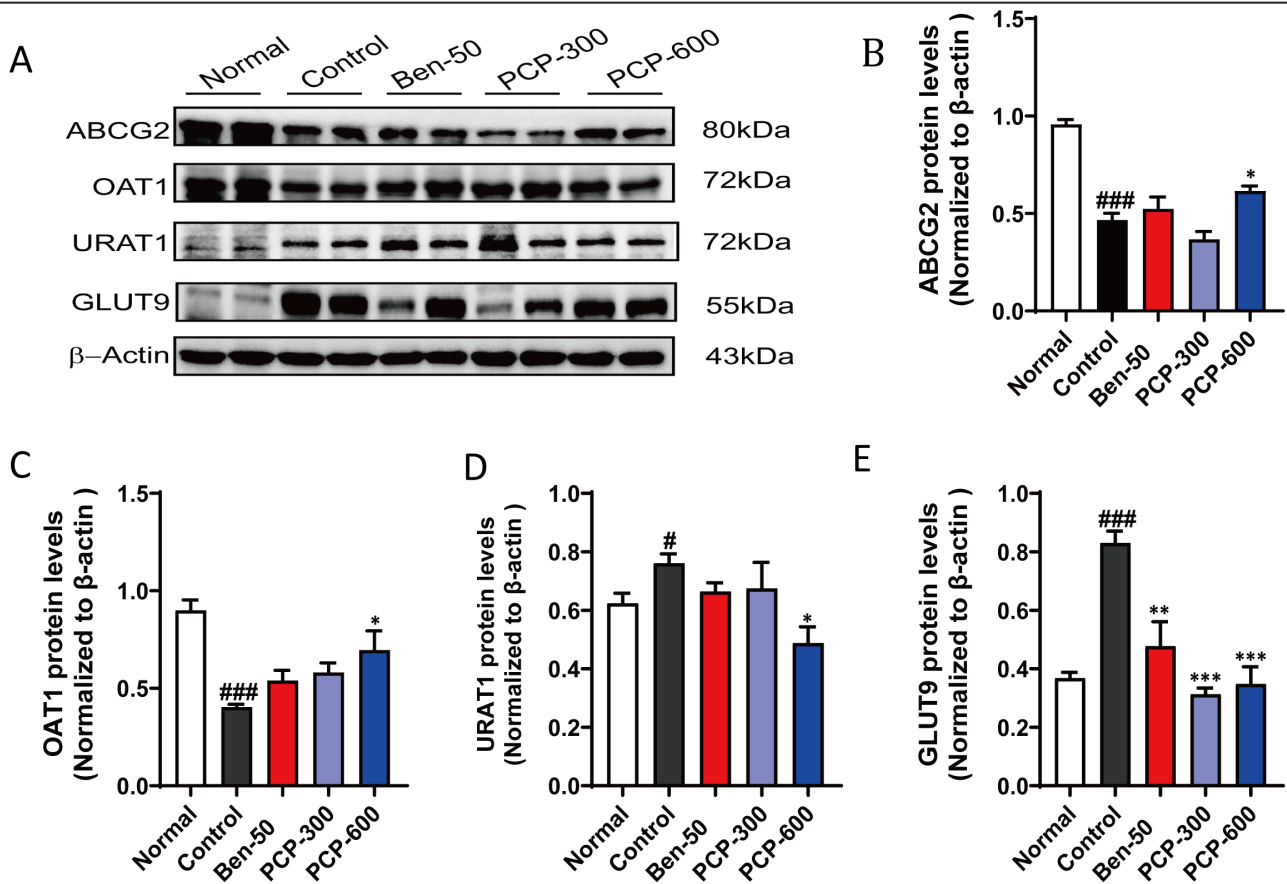 A
Normal Control Ben-50 PCP-300 PCP-600
ABCG2 80kDa
OAT1 72kDa
URAT1 72kDa
GLUT9 55kDa
β–Actin 43kDa
B
ABCG2 protein levels
(Normalized to β-actin )
1.5
1.0
0.5
0.0
###
*
Normal
Control
Ben-50
PCP-300
PCP-600
C
OAT1 protein levels
(Normalized to β-actin )
1.5
1.0
0.5
0.0
###
*
Normal
Control
Ben-50
PCP-300
PCP-600
D
URAT1 protein levels
(Normalized to β-actin )
1.0
0.8
0.6
0.4
0.2
0.0
#
*
Normal
Control
Ben-50
PCP-300
PCP-600
E
GLUT9 protein levels
(Normalized to β-actin )
1.0
0.8
0.6
0.4
0.2
0.0
###
**
***
***
Normal
Control
Ben-50
PCP-300
PCP-600